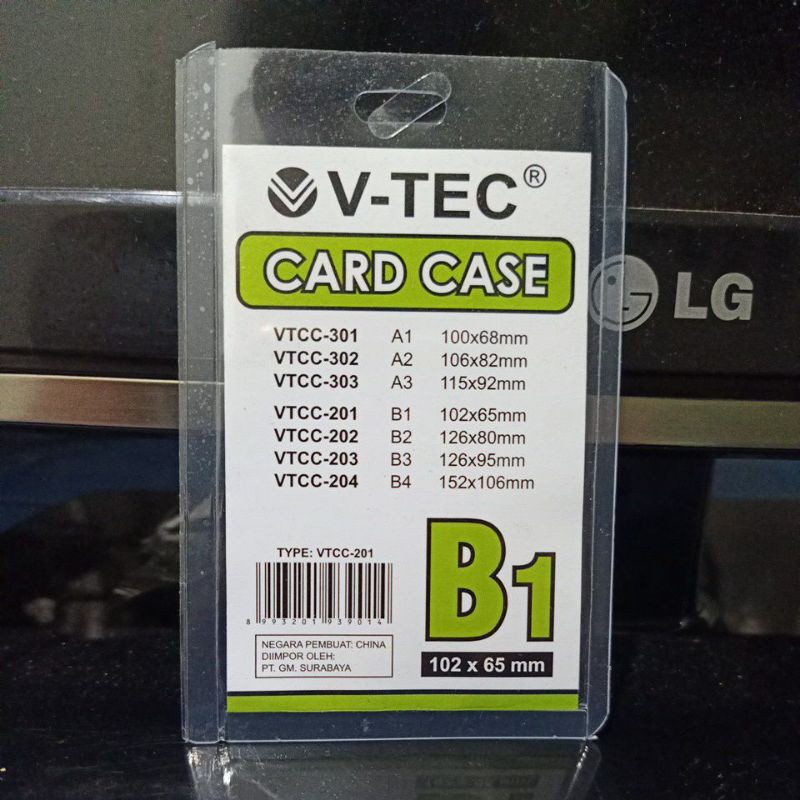 V-TEC®
CARD CASE
VTCC-301 A1 100x68mm
VTCC-302 A2 106x82mm
VTCC-303 A3 115x92mm
VTCC-201 B1 102x65mm
VTCC-202 B2 126x80mm
VTCC-203 B3 126x95mm
VTCC-204 B4 152x106mm
TYPE: VTCC-201
8 993201 939014
NEGARA PEMBUAT: CHINA
DIIMPOR OLEH:
PT. GM. SURABAYA
B1
102 x 65 mm
LG